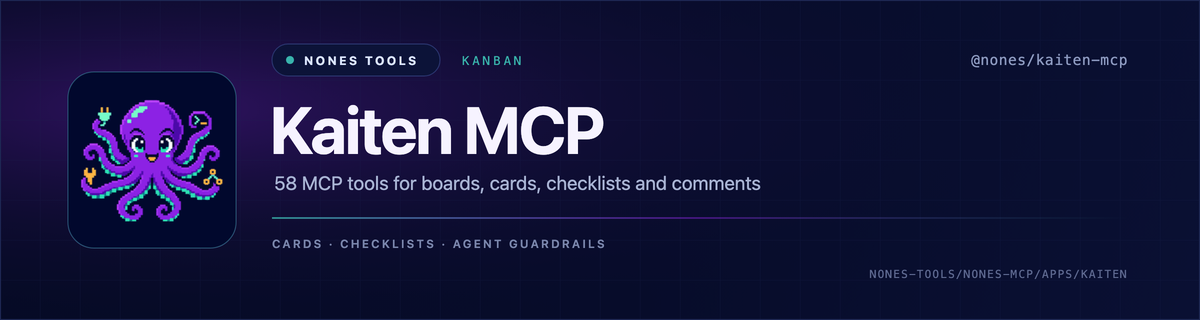 NONES TOOLS
KANBAN
@nones/kaiten-mcp
Kaiten MCP
58 MCP tools for boards, cards, checklists and comments
CARDS · CHECKLISTS · AGENT GUARDRAILS
NONES-TOOLS/NONES-MCP/APPS/KAITEN